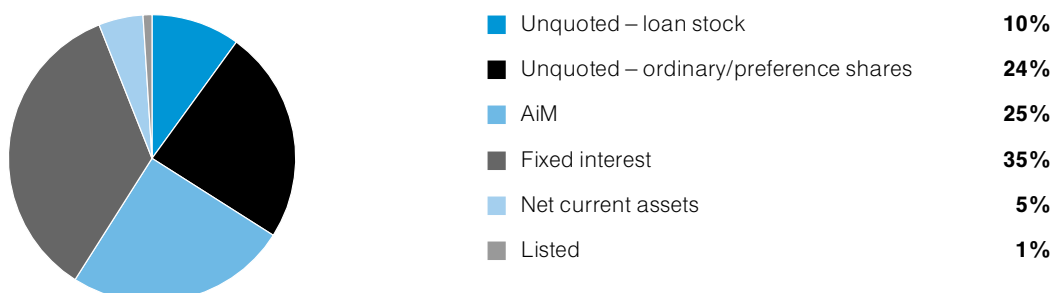 Unquoted – loan stock 10%
Unquoted – ordinary/preference shares 24%
AiM 25%
Fixed interest 35%
Net current assets 5%
Listed 1%